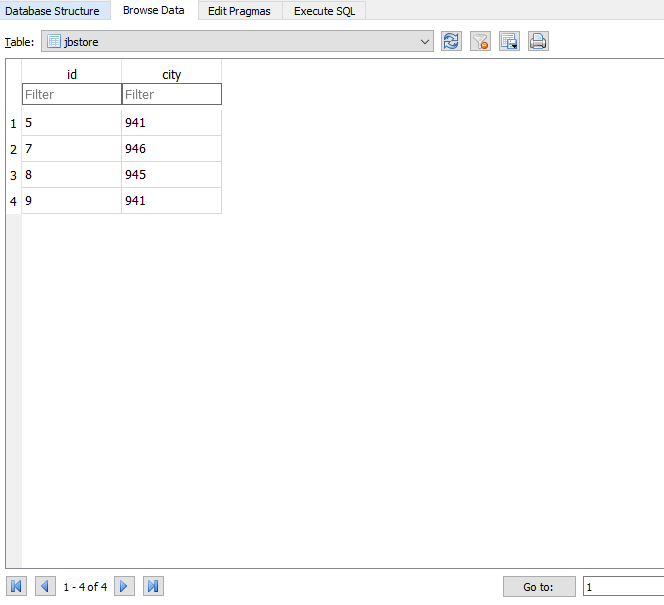 Database Structure Browse Data Edit Pragmas Execute SQL
Table: jbstore
id city
Filter Filter
1 5 941
2 7 946
3 8 945
4 9 941
1 - 4 of 4 Go to: 1